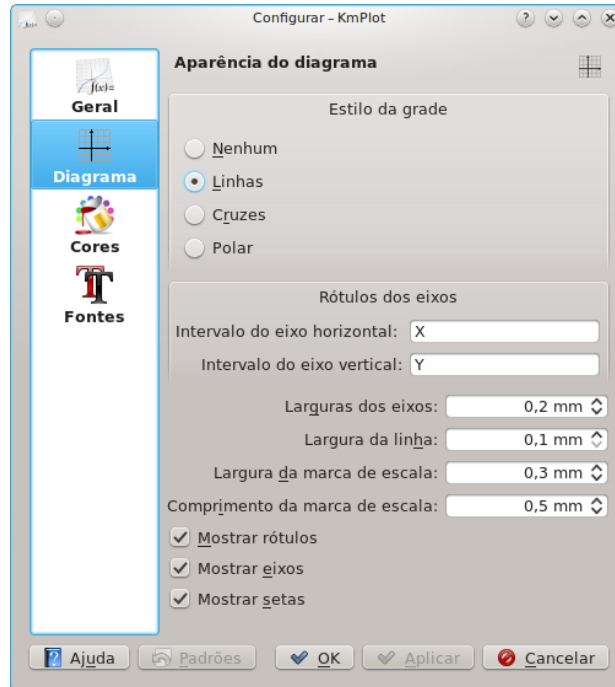 Configurar – KmPlot
f(x)=
Geral
Diagrama
Cores
Fontes
Aparência do diagrama
Estilo da grade
Nenhum
Linhas
Cruzes
Polar
Rótulos dos eixos
Intervalo do eixo horizontal: X
Intervalo do eixo vertical: Y
Larguras dos eixos: 0,2 mm
Largura da linha: 0,1 mm
Largura da marca de escala: 0,3 mm
Comprimento da marca de escala: 0,5 mm
Mostrar rótulos
Mostrar eixos
Mostrar setas
Ajuda Padrões OK Aplicar Cancelar